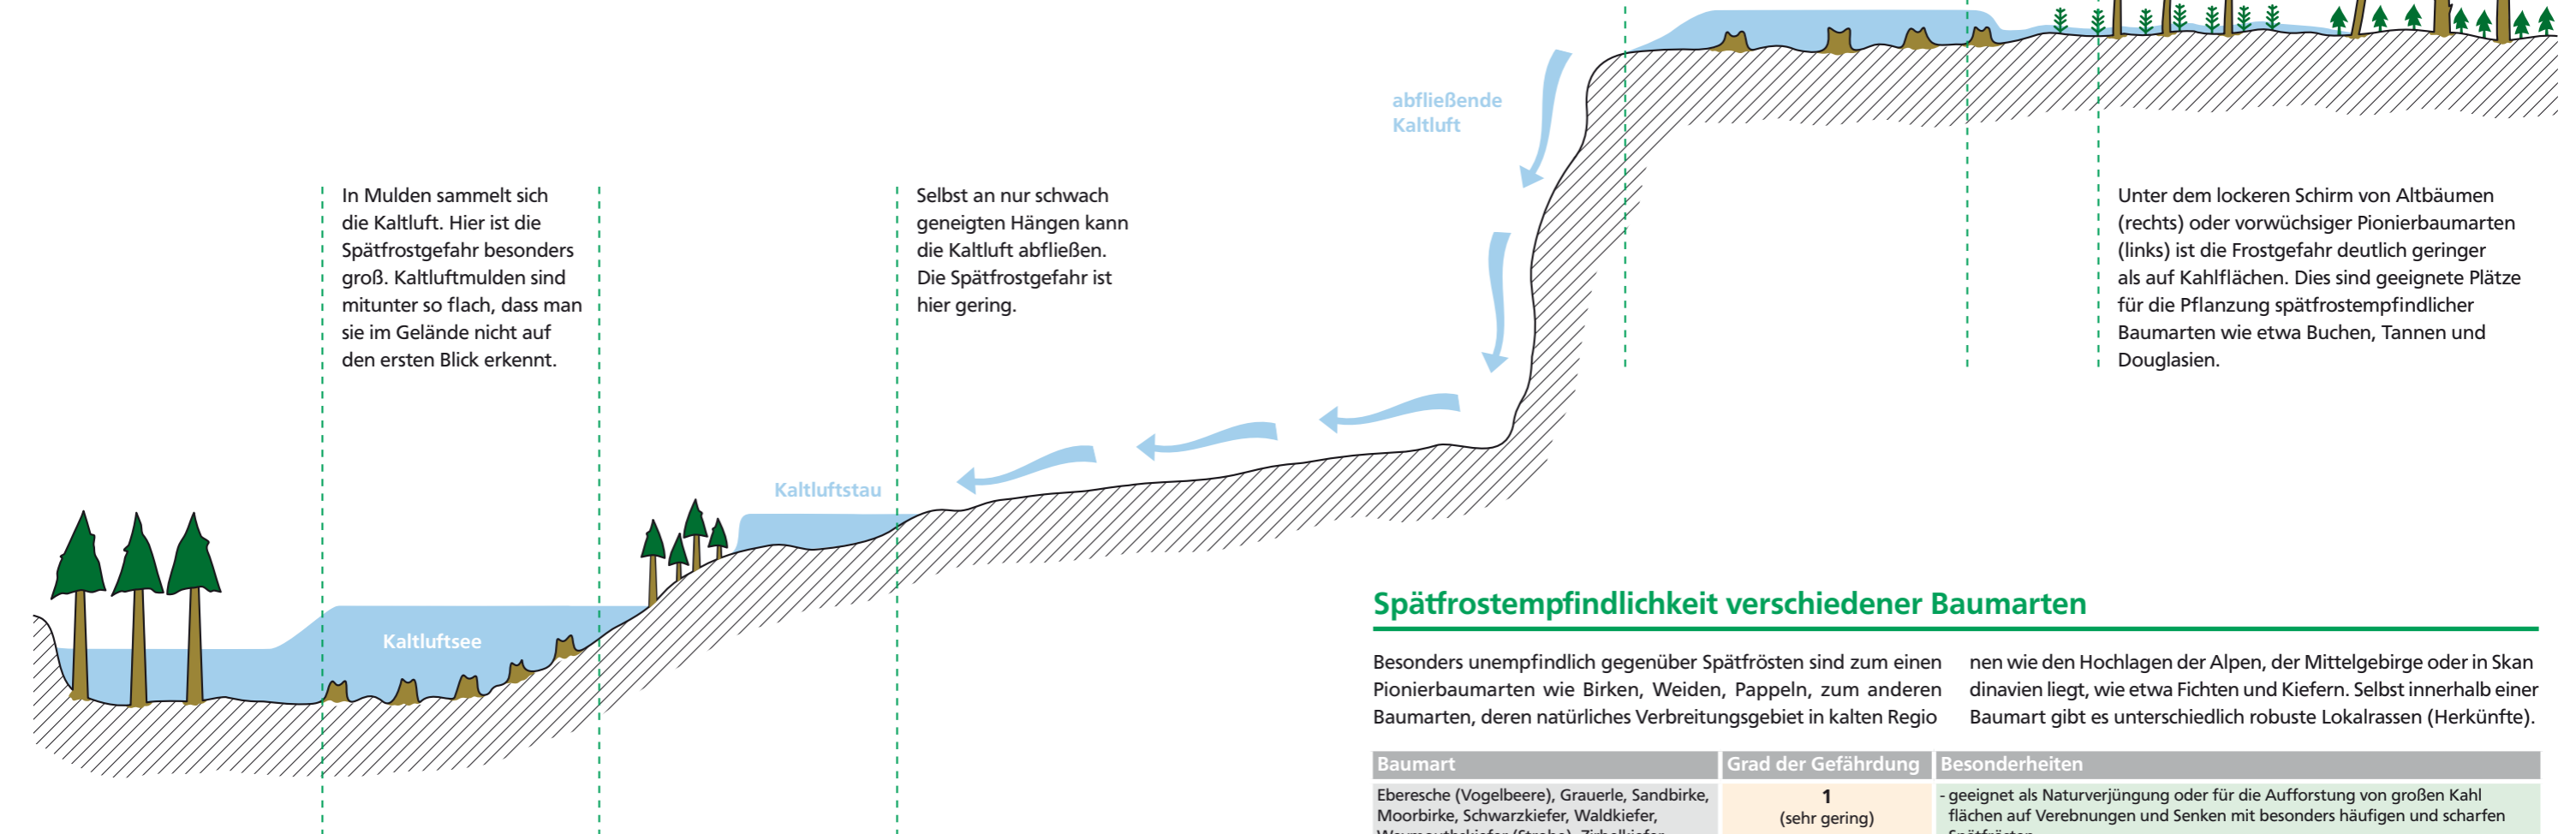 abfließende
Kaltluft
In Mulden sammelt sich
die Kaltluft. Hier ist die
Spätfrostgefahr besonders
groß. Kaltluftmulden sind
mitunter so flach, dass man
sie im Gelände nicht auf
den ersten Blick erkennt.
Selbst an nur schwach
geneigten Hängen kann
die Kaltluft abfließen.
Die Spätfrostgefahr ist
hier gering.
Unter dem lockeren Schirm von Altbäumen
(rechts) oder vorwüchsiger Pionierbaumarten
(links) ist die Frostgefahr deutlich geringer
als auf Kahlflächen. Dies sind geeignete Plätze
für die Pflanzung spätfrostempfindlicher
Baumarten wie etwa Buchen, Tannen und
Douglasien.
Kaltluftstau
Kaltluftsee
Spätfrostempfindlichkeit verschiedener Baumarten
Besonders unempfindlich gegenüber Spätfrösten sind zum einen
Pionierbaumarten wie Birken, Weiden, Pappeln, zum anderen
Baumarten, deren natürliches Verbreitungsgebiet in kalten Regio
nen wie den Hochlagen der Alpen, der Mittelgebirge oder in Skan
dinavien liegt, wie etwa Fichten und Kiefern. Selbst innerhalb einer
Baumart gibt es unterschiedlich robuste Lokalrassen (Herkünfte).
Baumart
Grad der Gefährdung
Besonderheiten
Eberesche (Vogelbeere), Grauerle, Sandbirke,
Moorbirke, Schwarzkiefer, Waldkiefer,
1
(sehr gering)
- geeignet als Naturverjüngung oder für die Aufforstung von großen Kahl
flächen auf Verebnungen und Senken mit besonders häufigen und scharfen